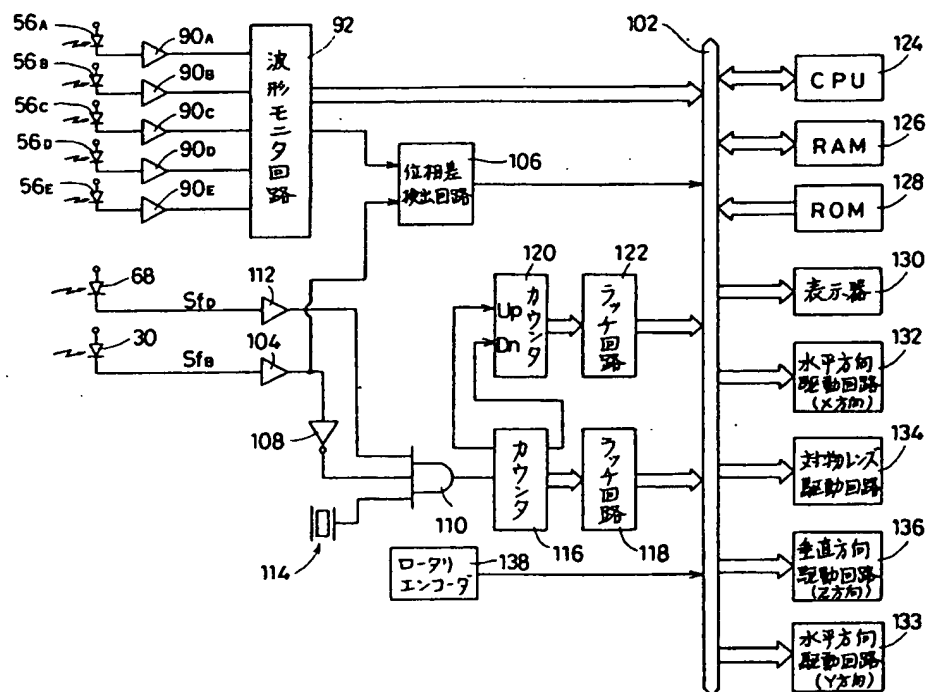 56A
90A
56B
90B
56C
90C
56D
90D
56E
90E
92
波形モニタ回路
102
CPU
124
RAM
126
ROM
128
106
位相差
検出回路
68
SfD
112
30
SfB
104
108
110
114
120
Up
Dn
カウンタ
122
ラッチ回路
カウンタ
116
ラッチ回路
118
ロータリ
エンコーダ
138
表示器
130
水平方向
駆動回路
(X方向)
132
対物レンズ
駆動回路
134
垂直方向
駆動回路
(Z方向)
136
水平方向
駆動回路
(Y方向)
133